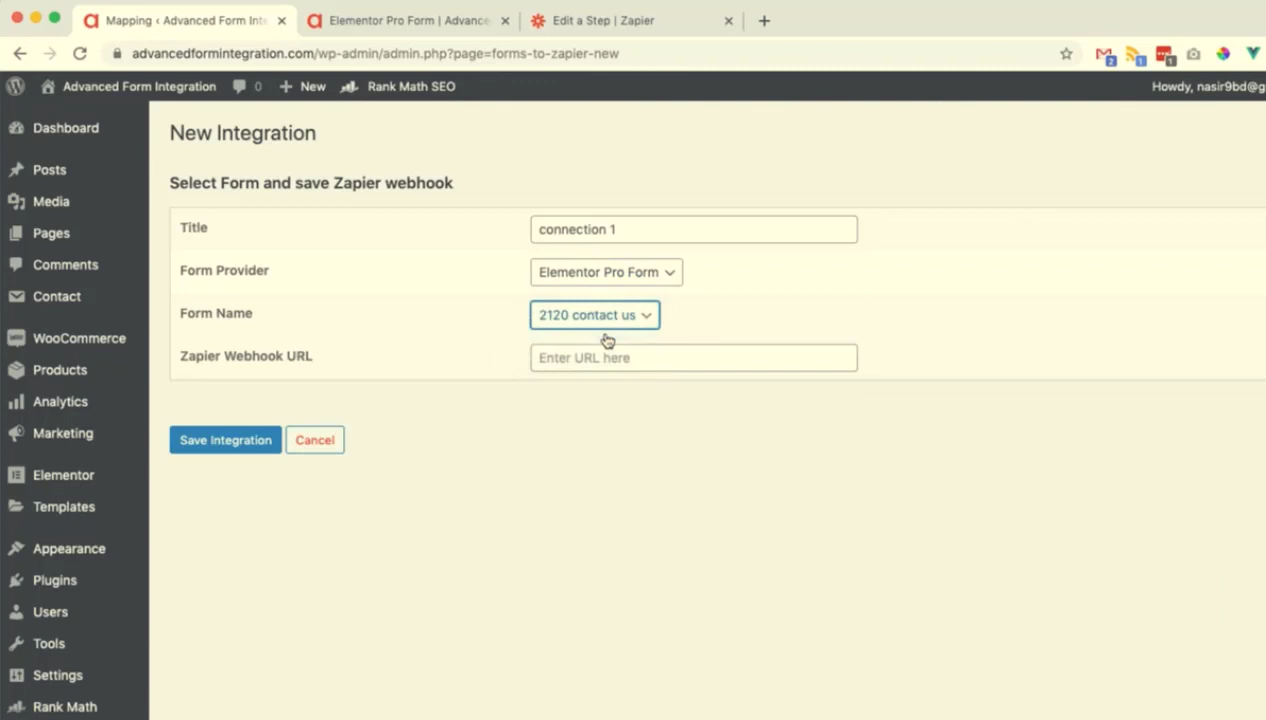 Mapping ‹ Advanced Form Inte
Elementor Pro Form | Advance
Edit a Step | Zapier
advancedformintegration.com/wp-admin/admin.php?page=forms-to-zapier-new
2
1
1
Advanced Form Integration
0
New
Rank Math SEO
Howdy, nasir9bd@g
Dashboard
Posts
Media
Pages
Comments
Contact
WooCommerce
Products
Analytics
Marketing
Elementor
Templates
Appearance
Plugins
Users
Tools
Settings
Rank Math
New Integration
Select Form and save Zapier webhook
Title
connection 1
Form Provider
Elementor Pro Form
Form Name
2120 contact us
Zapier Webhook URL
Enter URL here
Save Integration
Cancel